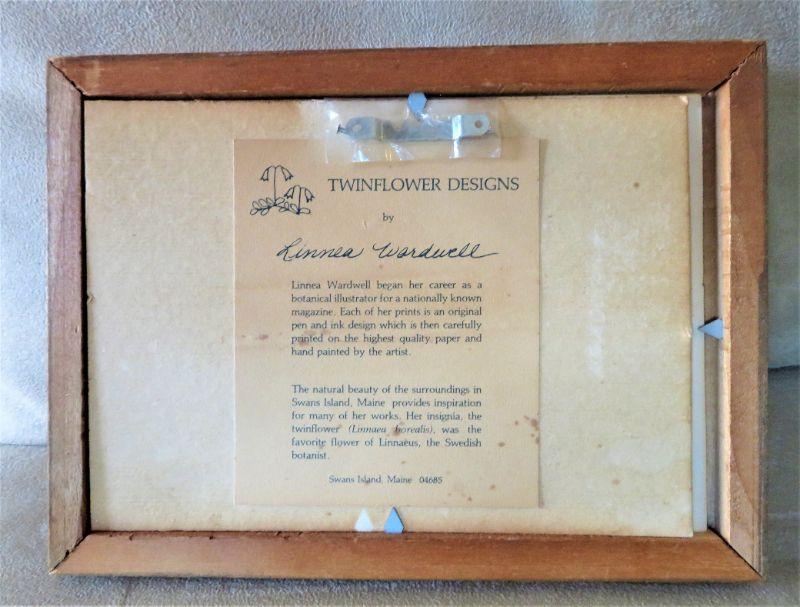 TWINFLOWER DESIGNS
by
Linnea Wardwell
Linnea Wardwell began her career as a
botanical illustrator for a nationally known
magazine. Each of her prints is an original
pen and ink design which is then carefully
printed on the highest quality paper and
hand painted by the artist.
The natural beauty of the surroundings in
Swans Island, Maine provides inspiration
for many of her works. Her insignia, the
twinflower (Linnaea borealis), was the
favorite flower of Linnaeus, the Swedish
botanist.
Swans Island, Maine 04685